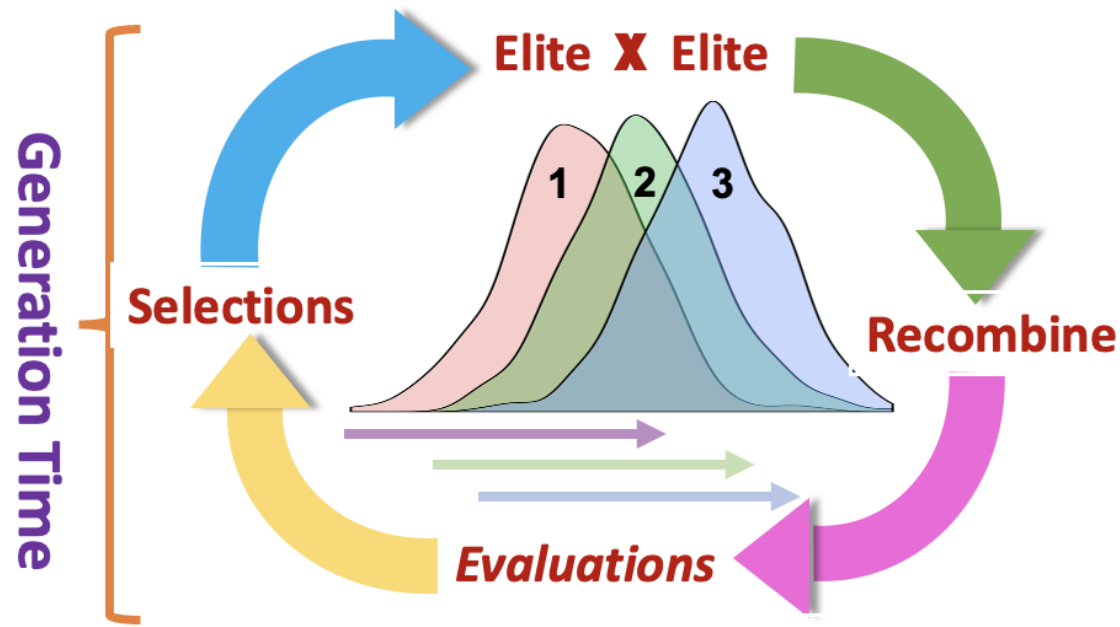 Elite X Elite
1 2 3
Generation Time
Selections
Recombine
Evaluations